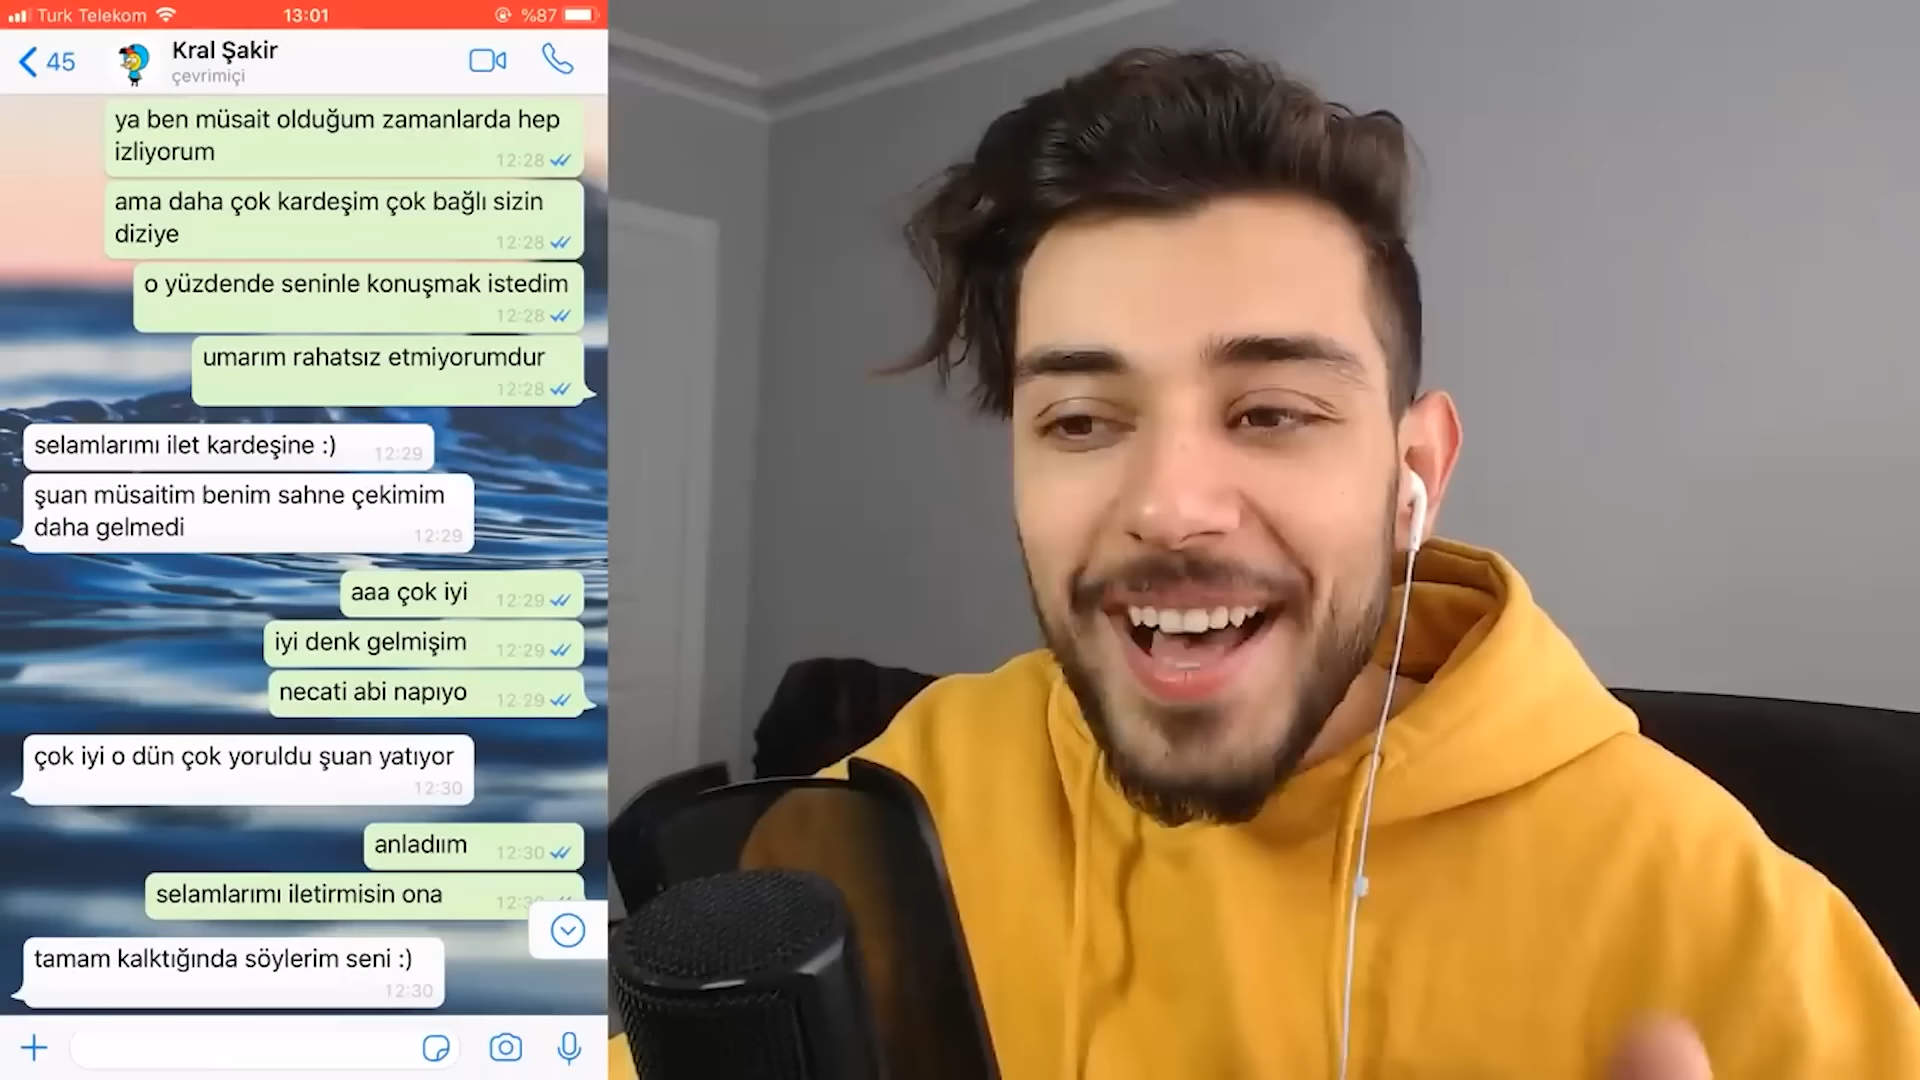 Turk Telekom
13:01
%87
45
Kral Şakir
çevrimiçi
ya ben müsait olduğum zamanlarda hep
izliyorum
12:28
ama daha çok kardeşim çok bağlı sizin
diziye
12:28
o yüzdende seninle konuşmak istedim
12:28
umarım rahatsız etmiyorumdur
12:28
selamlarımı ilet kardeşine :)
12:29
şuan müsaitim benim sahne çekimim
daha gelmedi
12:29
aaa çok iyi
12:29
iyi denk gelmişim
12:29
necati abi napıyo
12:29
çok iyi o dün çok yoruldu şuan yatıyor
12:30
anladıım
12:30
selamlarımı iletirmisin ona
12:30
tamam kalktığında söylerim seni :)
12:30